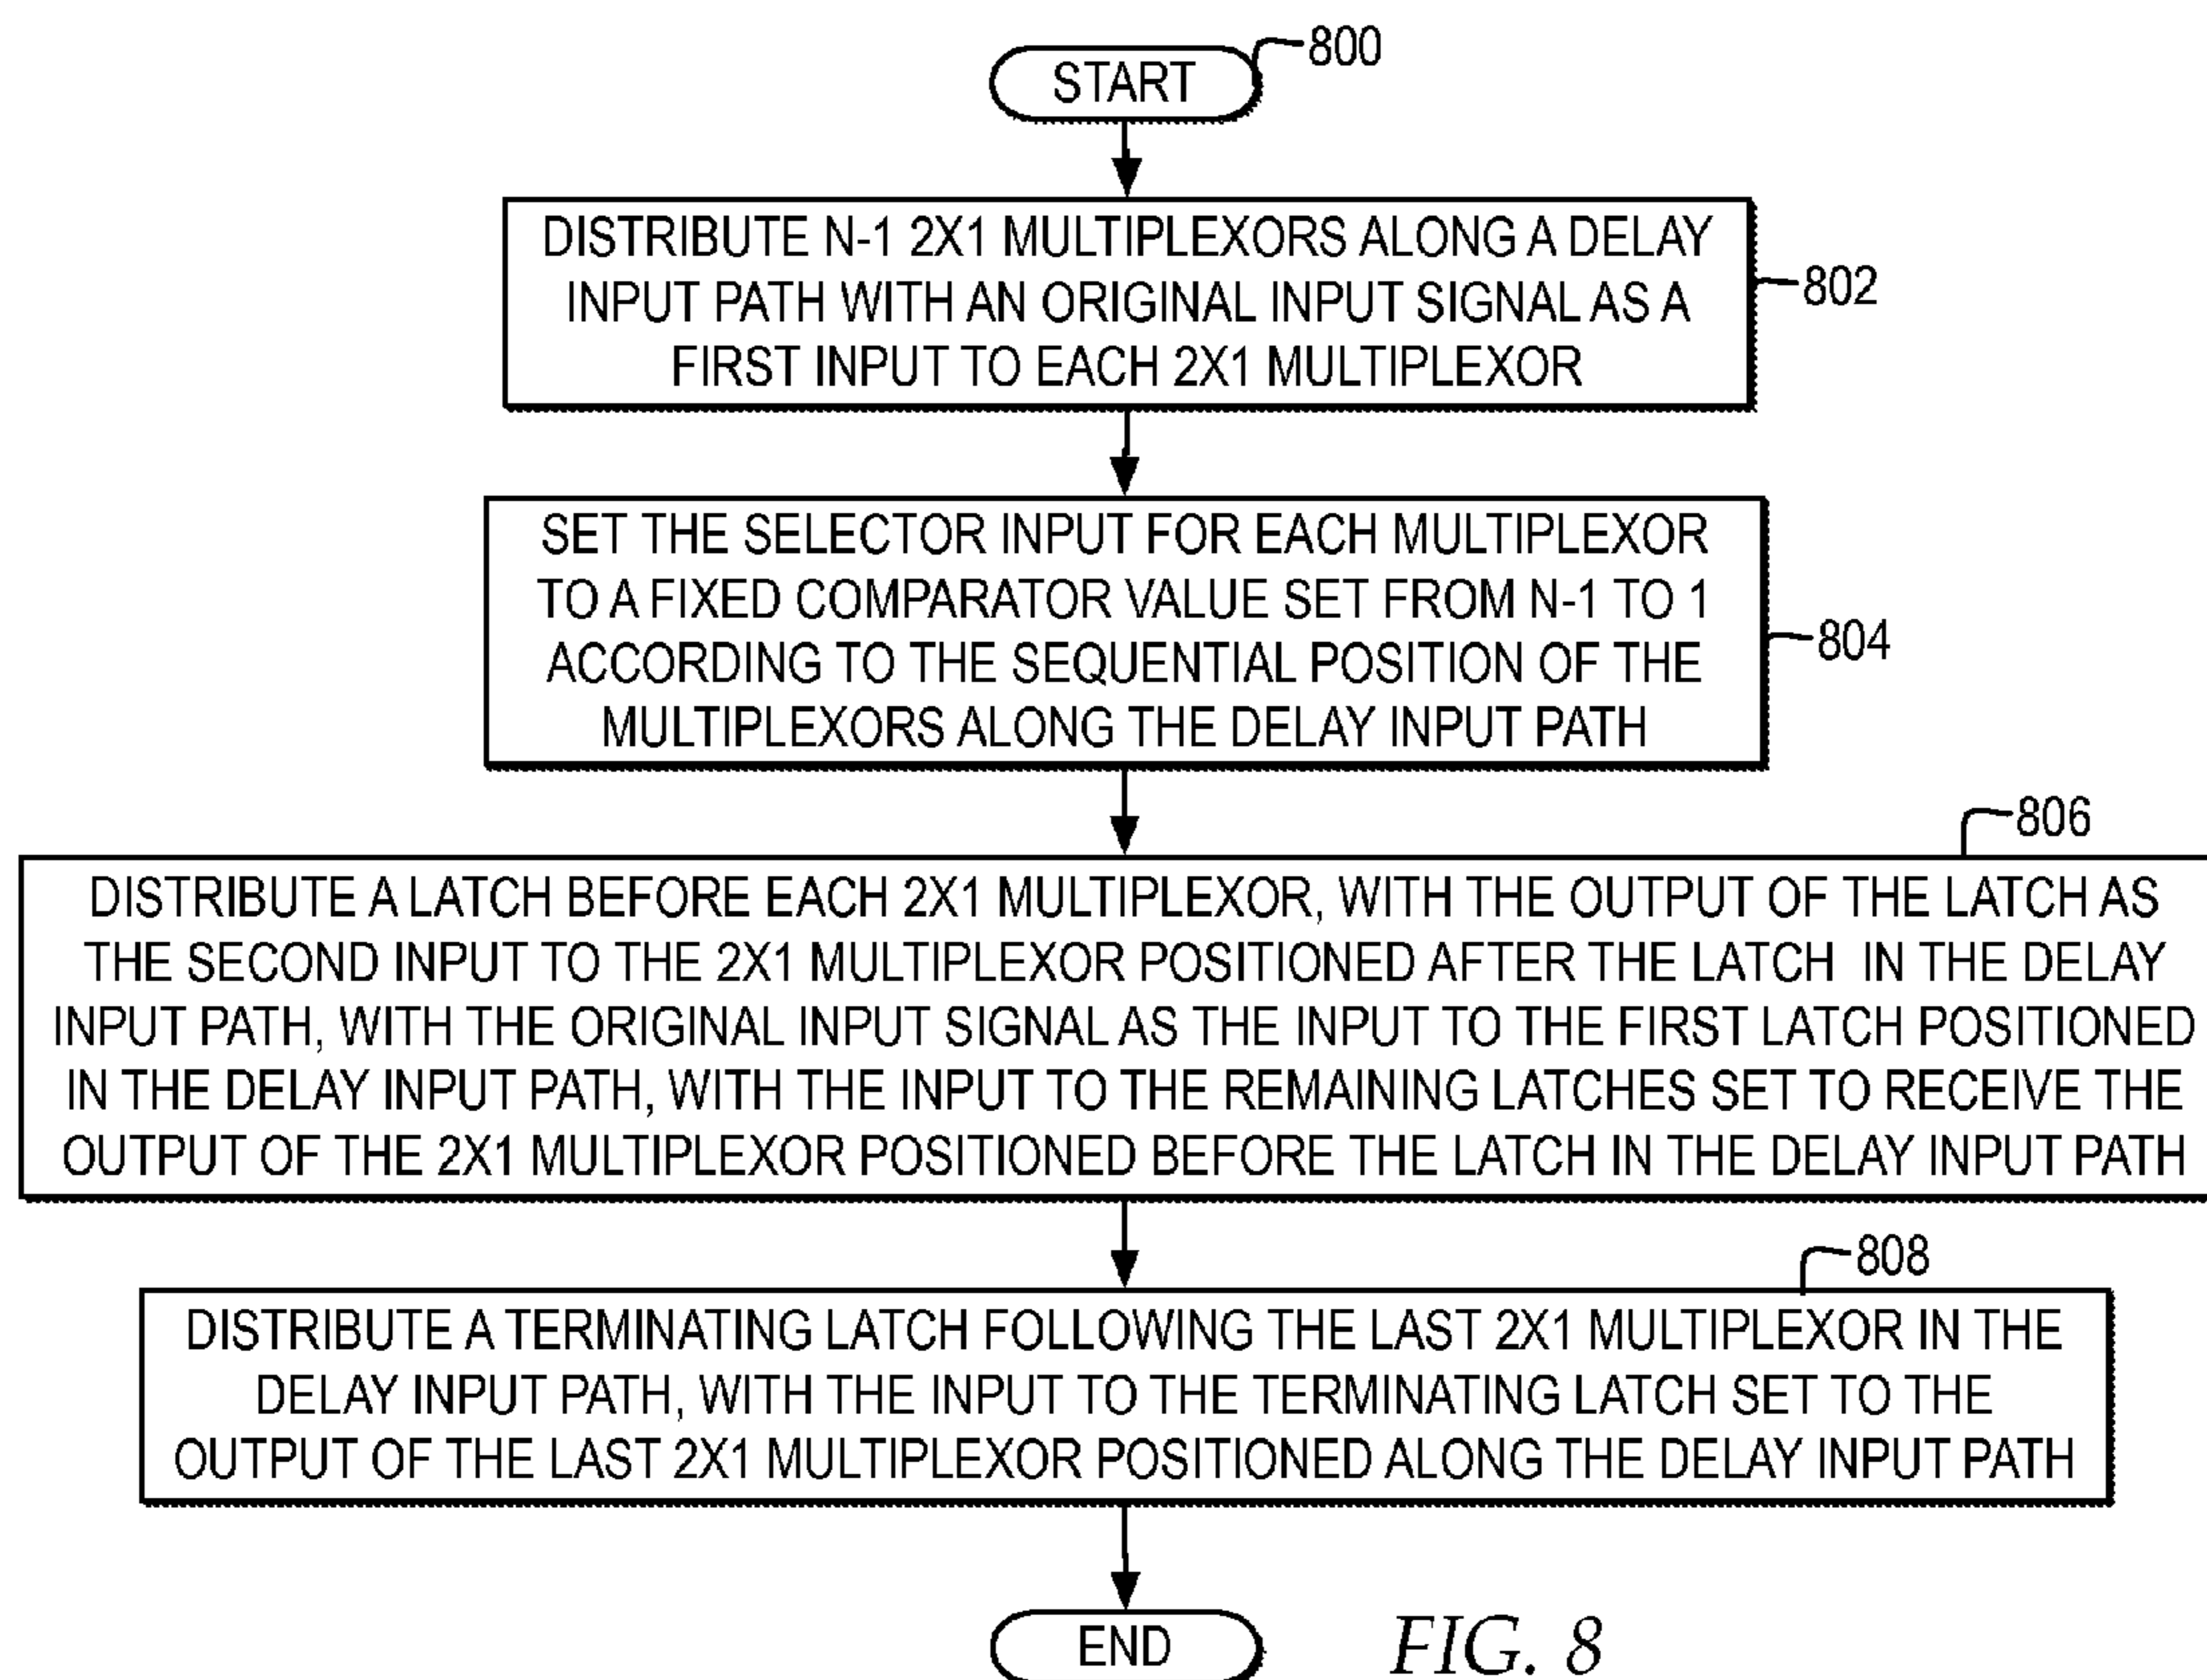 START
800
DISTRIBUTE N-1 2X1 MULTIPLEXORS ALONG A DELAY
INPUT PATH WITH AN ORIGINAL INPUT SIGNAL AS A
FIRST INPUT TO EACH 2X1 MULTIPLEXOR
802
SET THE SELECTOR INPUT FOR EACH MULTIPLEXOR
TO A FIXED COMPARATOR VALUE SET FROM N-1 TO 1
ACCORDING TO THE SEQUENTIAL POSITION OF THE
MULTIPLEXORS ALONG THE DELAY INPUT PATH
804
806
DISTRIBUTE A LATCH BEFORE EACH 2X1 MULTIPLEXOR, WITH THE OUTPUT OF THE LATCH AS
THE SECOND INPUT TO THE 2X1 MULTIPLEXOR POSITIONED AFTER THE LATCH IN THE DELAY
INPUT PATH, WITH THE ORIGINAL INPUT SIGNAL AS THE INPUT TO THE FIRST LATCH POSITIONED
IN THE DELAY INPUT PATH, WITH THE INPUT TO THE REMAINING LATCHES SET TO RECEIVE THE
OUTPUT OF THE 2X1 MULTIPLEXOR POSITIONED BEFORE THE LATCH IN THE DELAY INPUT PATH
808
DISTRIBUTE A TERMINATING LATCH FOLLOWING THE LAST 2X1 MULTIPLEXOR IN THE
DELAY INPUT PATH, WITH THE INPUT TO THE TERMINATING LATCH SET TO THE
OUTPUT OF THE LAST 2X1 MULTIPLEXOR POSITIONED ALONG THE DELAY INPUT PATH
END
FIG. 8